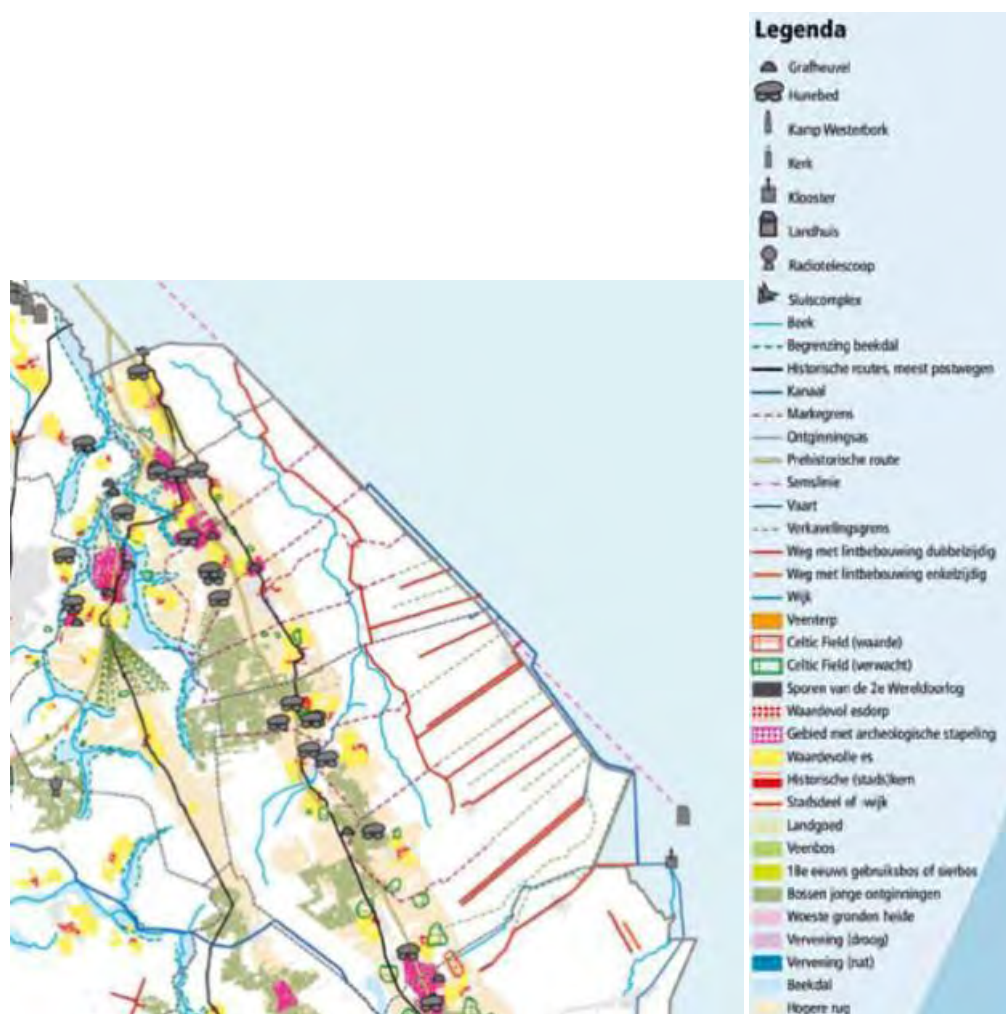 Legenda
Grafheuvel
Hunebed
Kamp Westerbork
Kerk
Klooster
Landhuis
Radiotelescoop
Sluiscomplex
Beek
Begrenzing beekdal
Historische routes, meest postwegen
Kanaal
Markegrens
Ontginningsas
Prehistorische route
Semslinie
Vaart
Verkavelingsgrens
Weg met lintbebouwing dubbelzijdig
Weg met lintbebouwing enkelzijdig
Wijk
Veenterp
Celtic Field (waarde)
Celtic Field (verwacht)
Sporen van de 2e Wereldoorlog
Waardevol esdorp
Gebied met archeologische stapeling
Waardevolle es
Historische (stads)kern
Stadsdeel of -wijk
Landgoed
Veenbos
18e eeuws gebruiksbos of sierbos
Bossen jonge ontginningen
Woeste gronden heide
Vervening (droog)
Vervening (nat)
Beekdal
Hogere rug